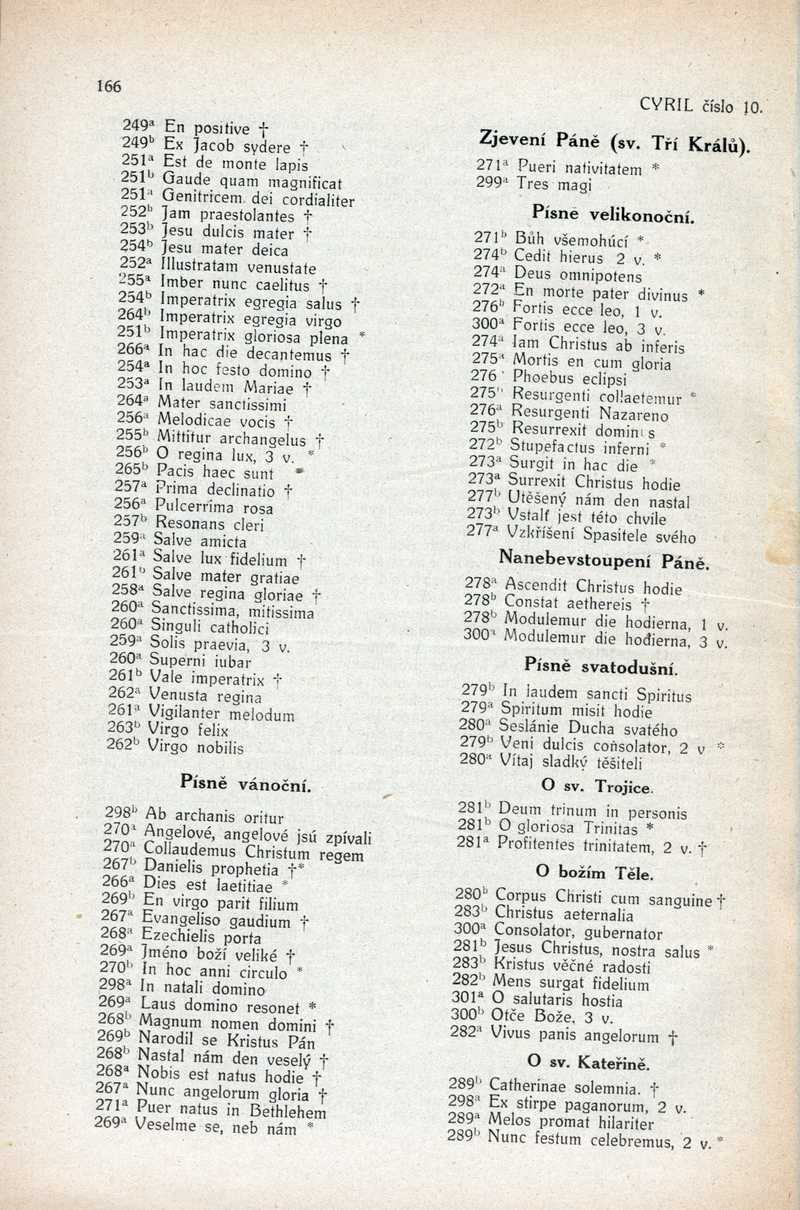 166
CYRIL číslo 10.
249a En positive †
249b Ex Jacob sydere †
251a Est de monte lapis
251b Gaude quam magnificat
251a Genitricem dei cordialiter
252b Jam praestolantes †
253b Jesu dulcis mater †
254b Jesu mater deica
252a Illustratam venustate
255a Imber nunc caelitus †
254b Imperatrix egregia salus †
264b Imperatrix egregia virgo
251b Imperatrix gloriosa plena *
266a In hac die decantemus †
254a In hoc festo domino †
253a In laudem Mariae †
264a Mater sanctissimi
256a Melodicae vocis †
255b Mittitur archangelus †
256b O regina lux, 3 v. *
265b Pacis haec sunt *
257a Prima declinatio †
256a Pulcerrima rosa
257b Resonans cleri
259a Salve amicta
261a Salve lux fidelium †
261b Salve mater gratiae
258a Salve regina gloriae †
260a Sanctissima, mitissima
260a Singuli catholici
259a Solis praevia, 3 v.
260a Superni iubar
261b Vale imperatrix †
262a Venusta regina
261a Vigilanter melodum
263b Virgo felix
262b Virgo nobilis
Písně vánoční.
298b Ab archanis oritur
270a Angelové, angelové jsú zpívali
270a Collaudemus Christum regem
267b Danielis prophetia †*
266a Dies est laetitiae *
269b En virgo parit filium
267a Evangeliso gaudium †
268a Ezechielis porta
269a Jméno boží veliké †
270b In hoc anni circulo *
298a In natali domino
269a Laus domino resonet *
268b Magnum nomen domini †
269b Narodil se Kristus Pán
268b Nastal nám den veselý †
268a Nobis est natus hodie †
267a Nunc angelorum gloria †
271a Puer natus in Bethlehem
269a Veselme se, neb nám *
Zjevení Páně (sv. Tří Králů).
271a Pueri nativitatem *
299a Tres magi
Písně velikonoční.
271b Bůh všemohúcí *
274b Cedit hierus 2 v. *
274a Deus omnipotens
272a En morte pater divinus *
276b Fortis ecce leo, 1 v.
300a Fortis ecce leo, 3 v.
274a Iam Christus ab inferis
275a Mortis en cum gloria
276 Phoebus eclipsi
275b Resurgenti collaetemur *
276a Resurgenti Nazareno
275b Resurrexit dominus
272b Stupefactus inferni *
273a Surgit in hac die *
273a Surrexit Christus hodie
277b Utěšený nám den nastal
273b Vstalť jest této chvíle
277a Vzkříšení Spasitele svého
Nanebevstoupení Páně.
278a Ascendit Christus hodie
278b Constat aethereis †
278b Modulemur die hodierna, 1 v.
300a Modulemur die hodierna, 3 v.
Písně svatodušní.
279b In laudem sancti Spiritus
279a Spiritum misit hodie
280a Seslánie Ducha svatého
279b Veni dulcis consolator, 2 v *
280a Vítaj sladký těšiteli
O sv. Trojice.
281b Deum trinum in personis
281b O gloriosa Trinitas *
281a Profitentes trinitatem, 2 v. †
O božím Těle.
280b Corpus Christi cum sanguine †
283b Christus aeternalia
300a Consolator, gubernator
281b Jesus Christus, nostra salus *
283b Kristus věčné radosti
282b Mens surgat fidelium
301a O salutaris hostia
300b Otče Bože, 3 v.
282a Vivus panis angelorum †
O sv. Kateřině.
289b Catherinae solemnia. †
298a Ex stirpe paganorum, 2 v.
289a Melos promat hilariter
289b Nunc festum celebremus, 2 v. *